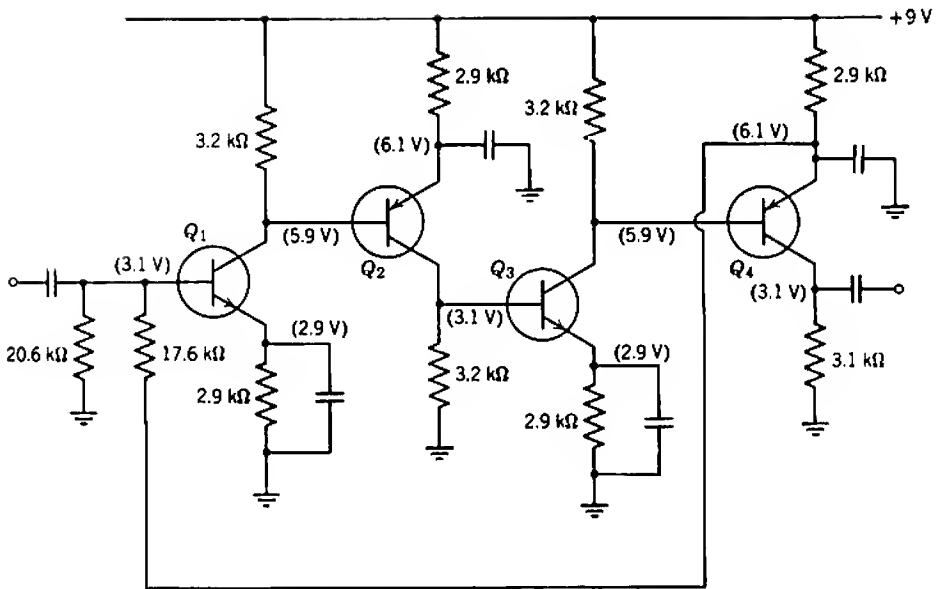 +9 V
2.9 kΩ
2.9 kΩ
3.2 kΩ
3.2 kΩ
(6.1 V)
(6.1 V)
Q1
(5.9 V)
Q2
(5.9 V)
Q3
Q4
(3.1 V)
(3.1 V)
(3.1 V)
(2.9 V)
(2.9 V)
20.6 kΩ
17.6 kΩ
2.9 kΩ
3.2 kΩ
2.9 kΩ
3.1 kΩ